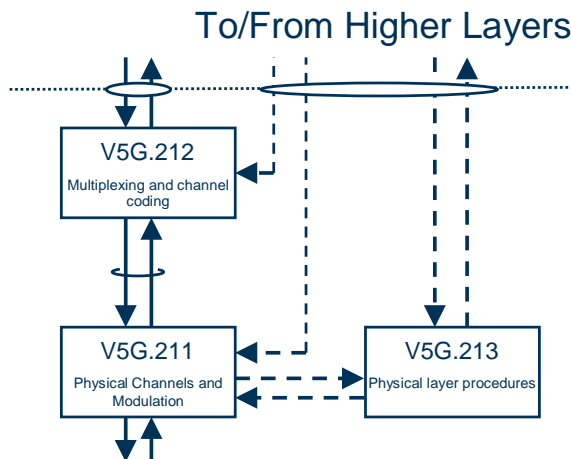 To/From Higher Layers
V5G.212
Multiplexing and channel
coding
V5G.211
Physical Channels and
Modulation
V5G.213
Physical layer procedures